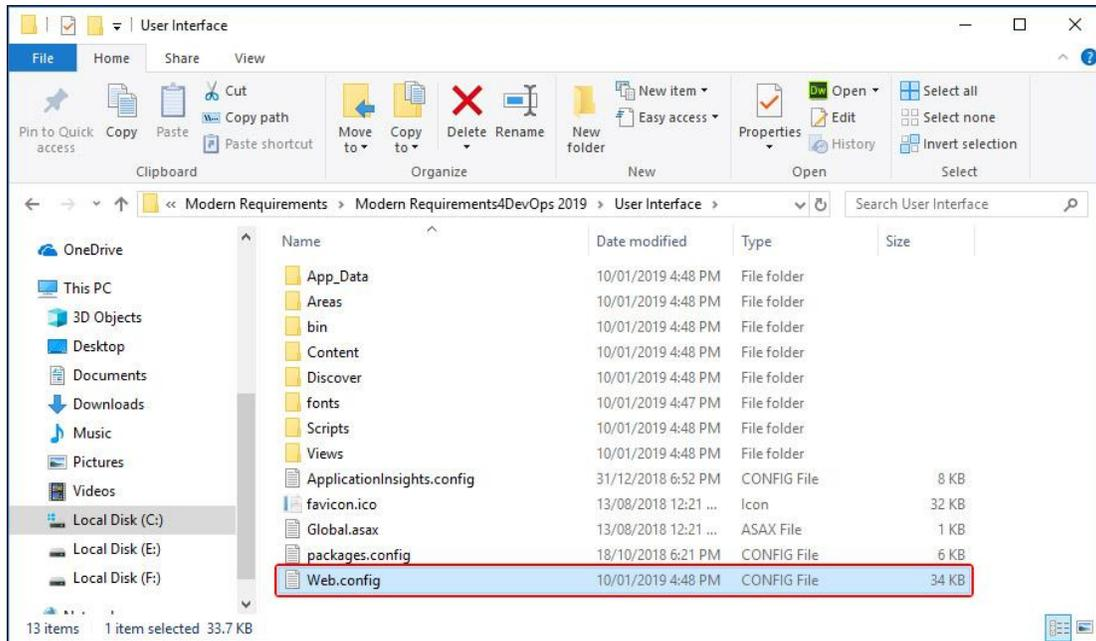 User Interface
File Home Share View
Pin to Quick access
Copy
Paste
Cut
Copy path
Paste shortcut
Clipboard
Move to
Copy to
Delete
Rename
Organize
New folder
New item
Easy access
New
Properties
Dw Open
Edit
History
Open
Select all
Select none
Invert selection
Select
« Modern Requirements > Modern Requirements4DevOps 2019 > User Interface >
Search User Interface
OneDrive
This PC
3D Objects
Desktop
Documents
Downloads
Music
Pictures
Videos
Local Disk (C:)
Local Disk (E:)
Local Disk (F:)
Name Date modified Type Size
App_Data 10/01/2019 4:48 PM File folder
Areas 10/01/2019 4:48 PM File folder
bin 10/01/2019 4:48 PM File folder
Content 10/01/2019 4:48 PM File folder
Discover 10/01/2019 4:48 PM File folder
fonts 10/01/2019 4:47 PM File folder
Scripts 10/01/2019 4:48 PM File folder
Views 10/01/2019 4:48 PM File folder
ApplicationInsights.config 31/12/2018 6:52 PM CONFIG File 8 KB
favicon.ico 13/08/2018 12:21 ... Icon 32 KB
Global.asax 13/08/2018 12:21 ... ASAX File 1 KB
packages.config 18/10/2018 6:21 PM CONFIG File 6 KB
Web.config 10/01/2019 4:48 PM CONFIG File 34 KB
13 items 1 item selected 33.7 KB